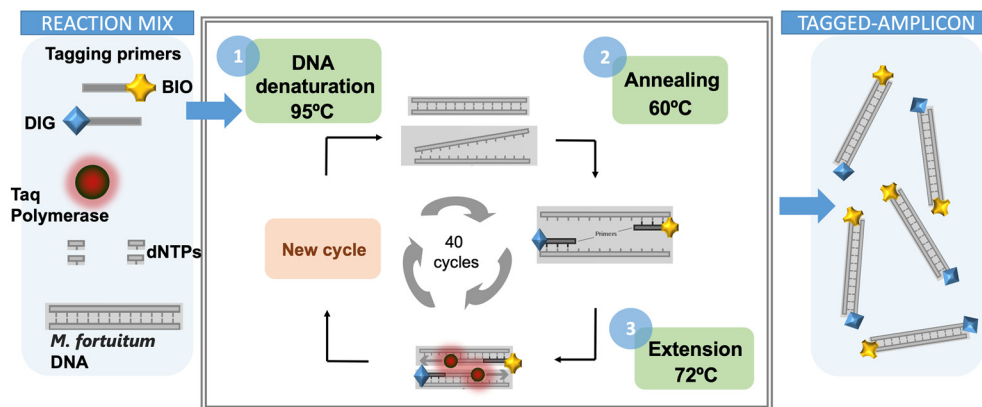 REACTION MIX
Tagging primers
BIO
DIG
Taq
Polymerase
dNTPs
M. fortuitum
DNA
1
DNA
denaturation
95ºC
2
Annealing
60ºC
Primers
3
Extension
72ºC
New cycle
40
cycles
TAGGED-AMPLICON